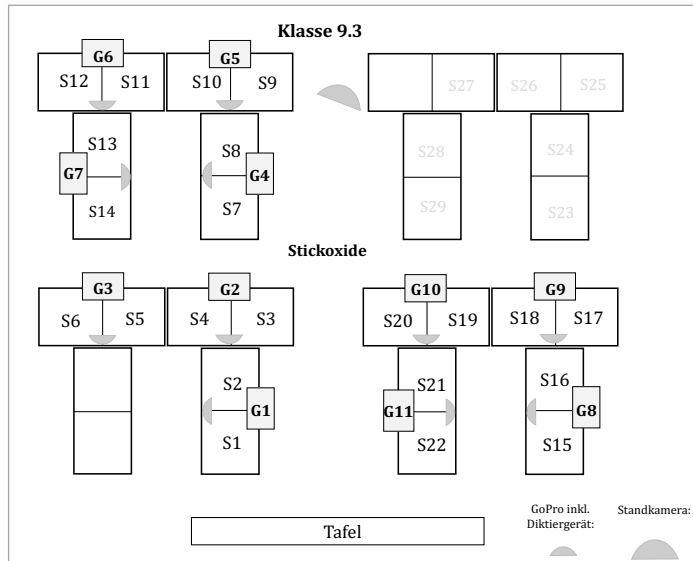 Klasse 9.3
G6 G5
S12 S11 S10 S9 S27 S26 S25
S13 S8 S28 S24
G7 G4
S14 S7 S29 S23
Stickoxide
G3 G2 G10 G9
S6 S5 S4 S3 S20 S19 S18 S17
S2 S21 S16
G1 G11 G8
S1 S22 S15
Tafel
GoPro inkl.
Diktiergerät:
Standkamera: